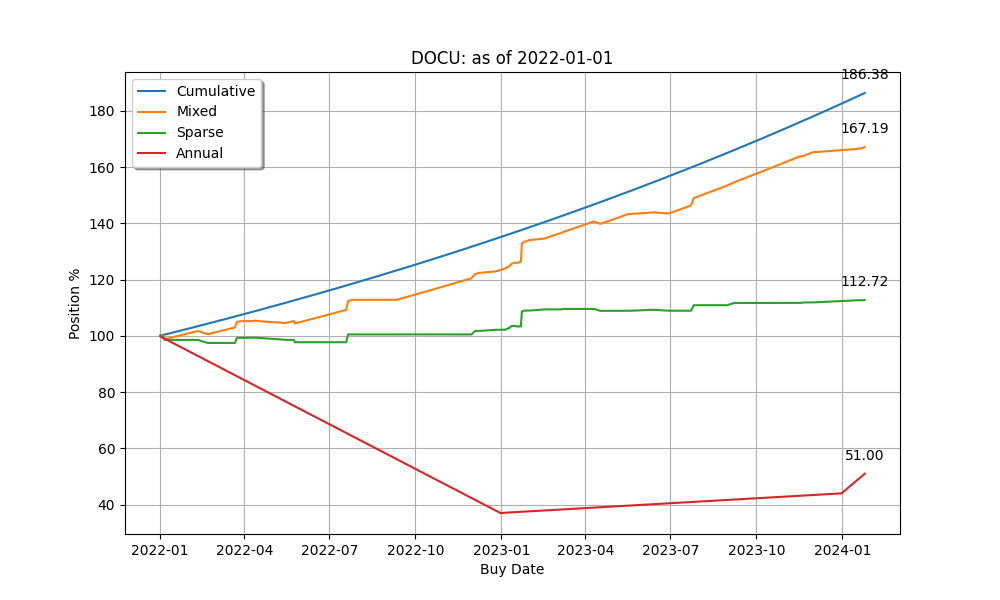 DOCU: as of 2022-01-01
186.38
Cumulative
Mixed
Sparse
Annual
167.19
112.72
51.00
180
160
140
120
100
80
60
40
Position %
2022-01 2022-04 2022-07 2022-10 2023-01 2023-04 2023-07 2023-10 2024-01
Buy Date